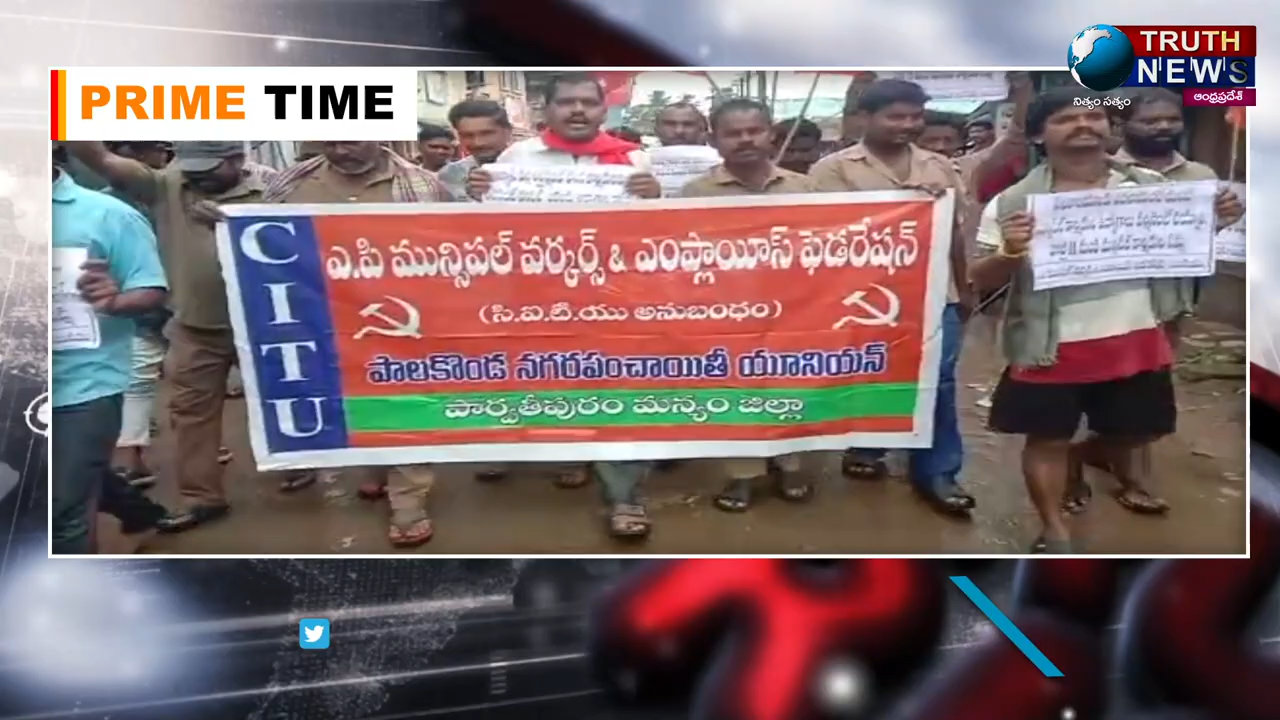 PRIME TIME
TRUTH
NEWS
నిత్యం సత్యం
ఆంధ్రప్రదేశ్
CITU
ఎ.పి మున్సిపల్ వర్కర్స్ & ఎంప్లాయీస్ ఫెడరేషన్
(సి.ఐ.టి.యు అనుబంధం)
పాలకొండ నగరపంచాయితీ యూనియన్
పార్వతీపురం మన్యం జిల్లా